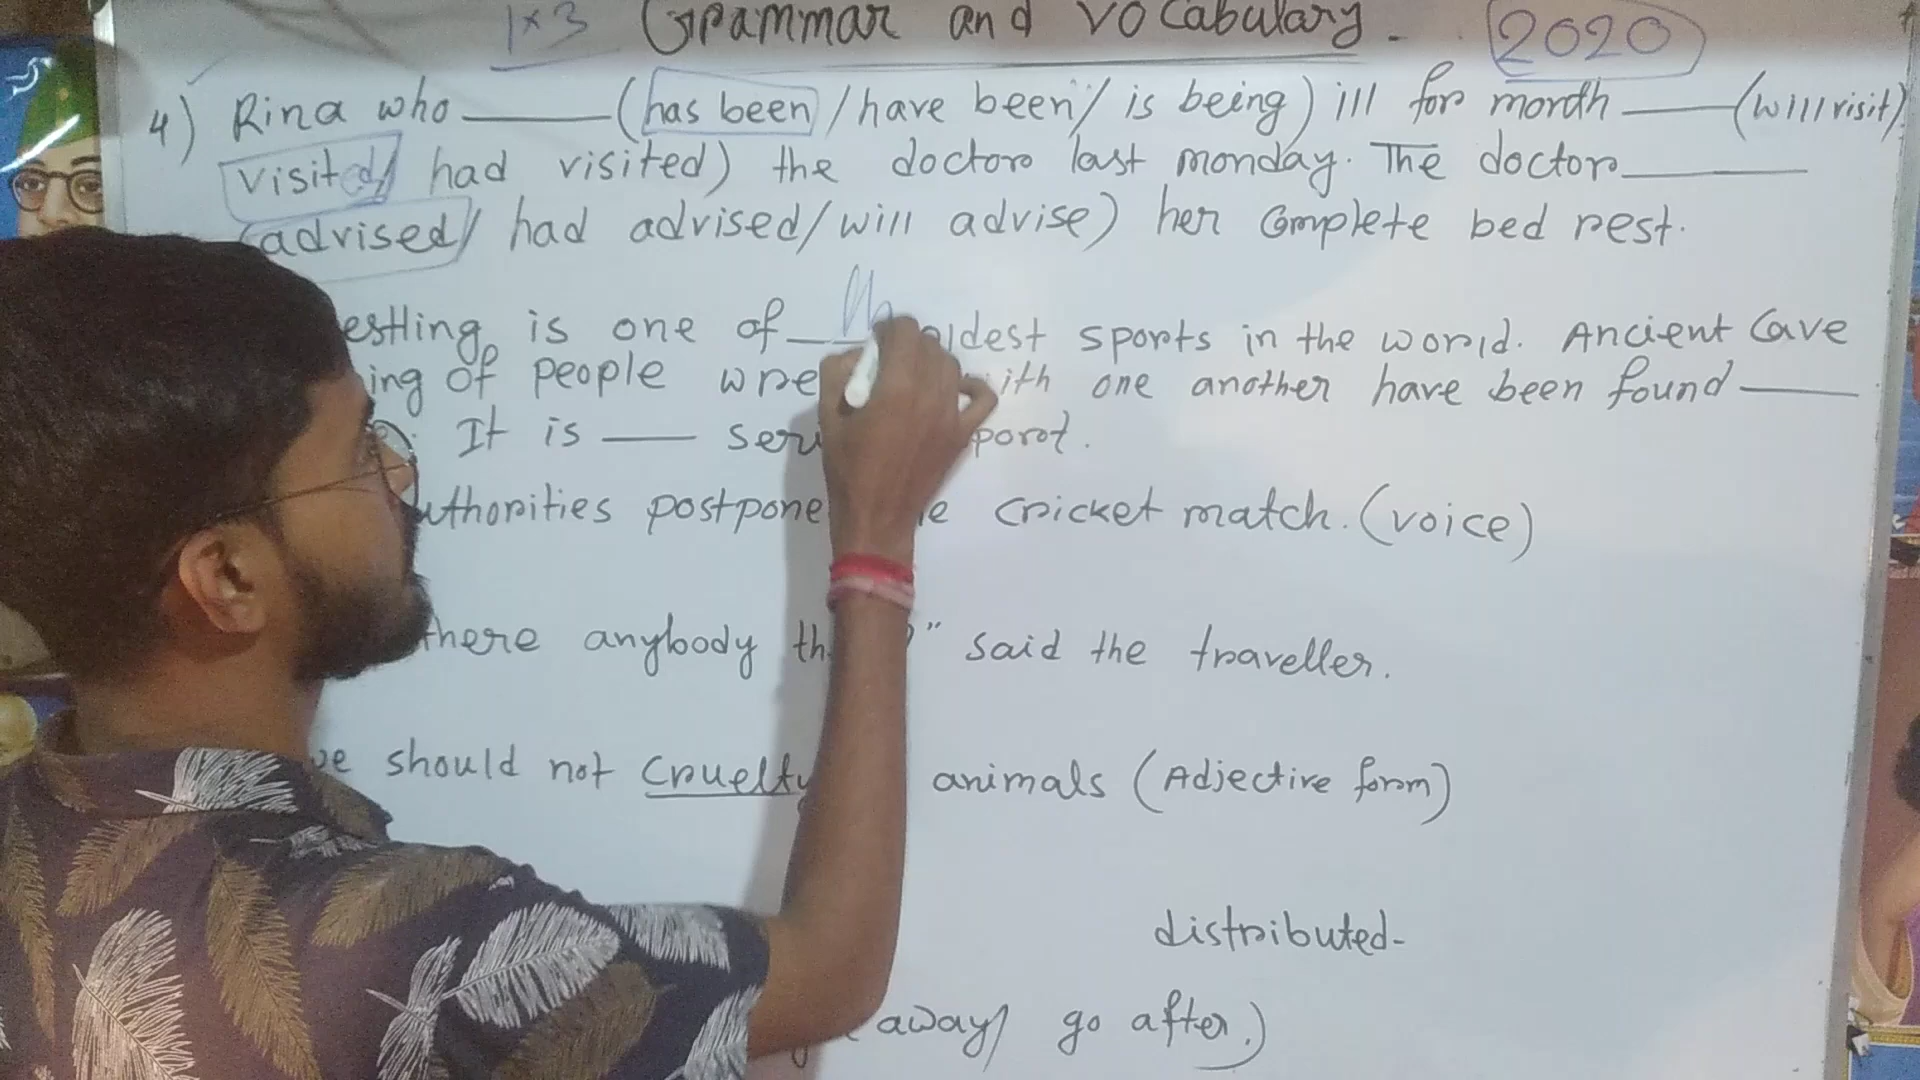 1×3 Grammar and Vocabulary. 2020
4) Rina who ______ (has been / have been / is being) ill for month ______ (will visit)
visited / had visited) the doctor last monday. The doctor ______
(advised / had advised / will advise) her Complete bed rest.
estling is one of ______ oldest sports in the world. Ancient Cave
ing of people wre ith one another have been found ______
It is ______ seri port.
uthorities postpone e cricket match. (voice)
there anybody th " said the traveller.
we should not cruelty animals (Adjective form)
distributed-
away/ go after.)